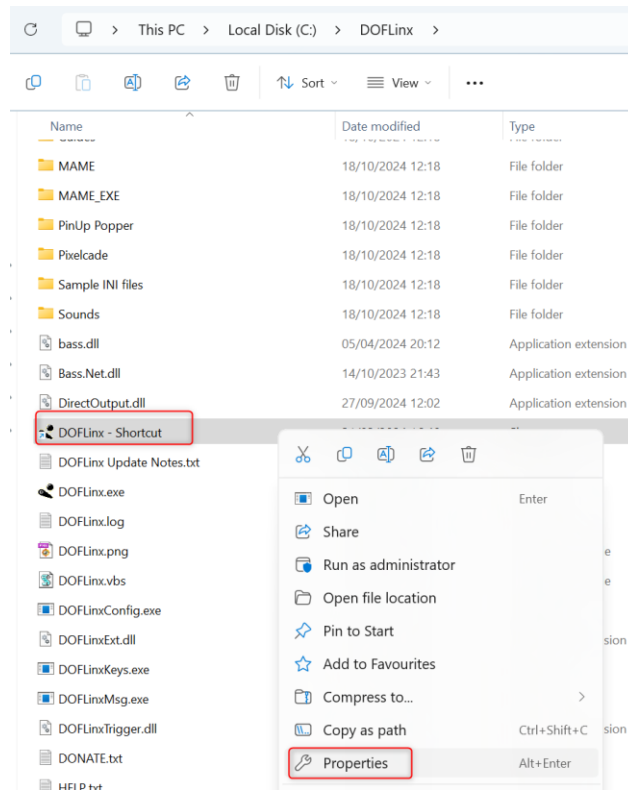 This PC > Local Disk (C:) > DOFLinx >
Sort View
Name Date modified Type
MAME 18/10/2024 12:18 File folder
MAME_EXE 18/10/2024 12:18 File folder
PinUp Popper 18/10/2024 12:18 File folder
Pixelcade 18/10/2024 12:18 File folder
Sample INI files 18/10/2024 12:18 File folder
Sounds 18/10/2024 12:18 File folder
bass.dll 05/04/2024 20:12 Application extension
Bass.Net.dll 14/10/2023 21:43 Application extension
DirectOutput.dll 27/09/2024 12:02 Application extension
DOFLinx - Shortcut
DOFLinx Update Notes.txt
DOFLinx.exe
Open Enter
DOFLinx.log
Share
DOFLinx.png
Run as administrator
DOFLinx.vbs
Open file location
DOFLinxConfig.exe
Pin to Start
DOFLinxExt.dll sion
Add to Favourites
DOFLinxKeys.exe
Compress to...
DOFLinxMsg.exe
DOFLinxTrigger.dll Copy as path Ctrl+Shift+C sion
DONATE.txt Properties Alt+Enter
HELP.txt